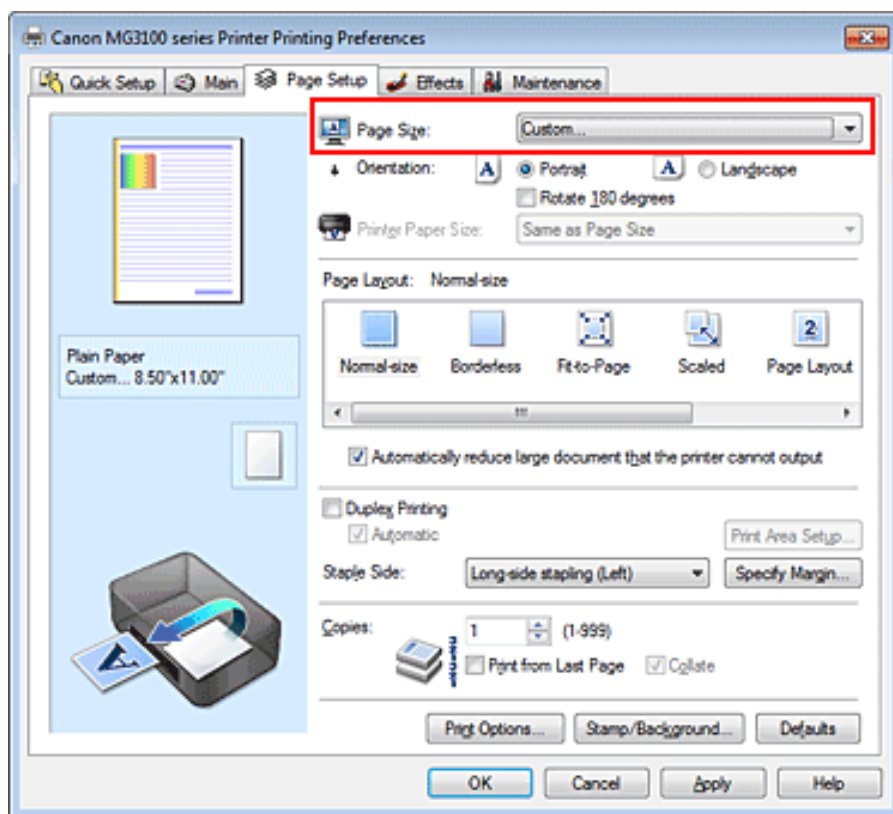 Canon MG3100 series Printer Printing Preferences
Quick Setup Main Page Setup Effects Maintenance
Page Size: Custom...
Orientation: A Portrait A Landscape
Rotate 180 degrees
Printer Paper Size: Same as Page Size
Page Layout: Normal-size
2
Normal-size Borderless Fit-to-Page Scaled Page Layout
Plain Paper
Custom... 8.50"x11.00"
Automatically reduce large document that the printer cannot output
Duplex Printing
Automatic
Print Area Setup...
Staple Side: Long-side stapling (Left) Specify Margin...
Copies: 1 (1-999)
Print from Last Page Collate
A
Print Options... Stamp/Background... Defaults
OK Cancel Apply Help